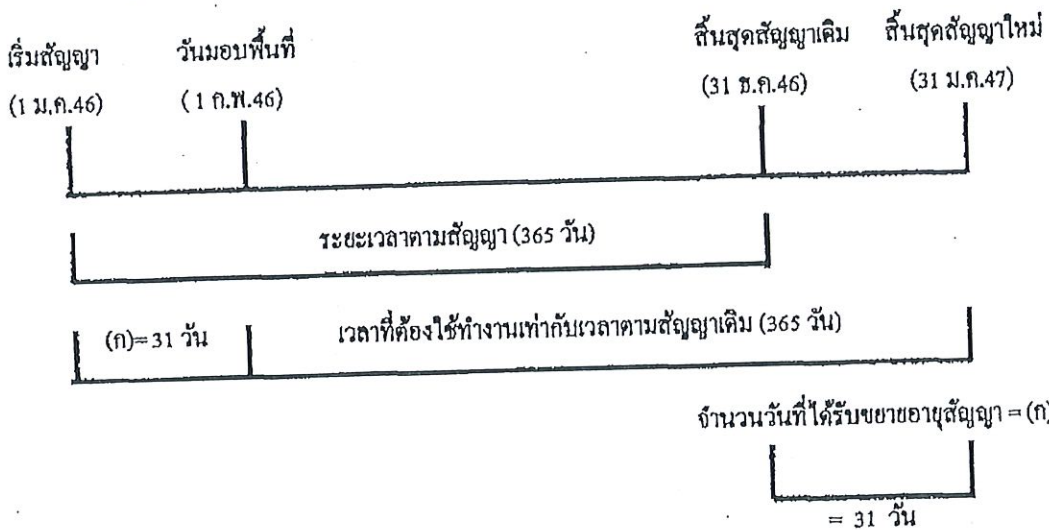 เริ่มสัญญา วันมอบพื้นที่ สิ้นสุดสัญญาเดิม สิ้นสุดสัญญาใหม่
(1 ม.ค.46) ( 1 ก.พ.46) (31 ธ.ค.46) (31 ม.ค.47)
ระยะเวลาตามสัญญา (365 วัน)
(ก)= 31 วัน เวลาที่ต้องใช้ทำงานเท่ากับเวลาตามสัญญาเดิม (365 วัน)
จำนวนวันที่ได้รับขยายอายุสัญญา = (ก)
= 31 วัน